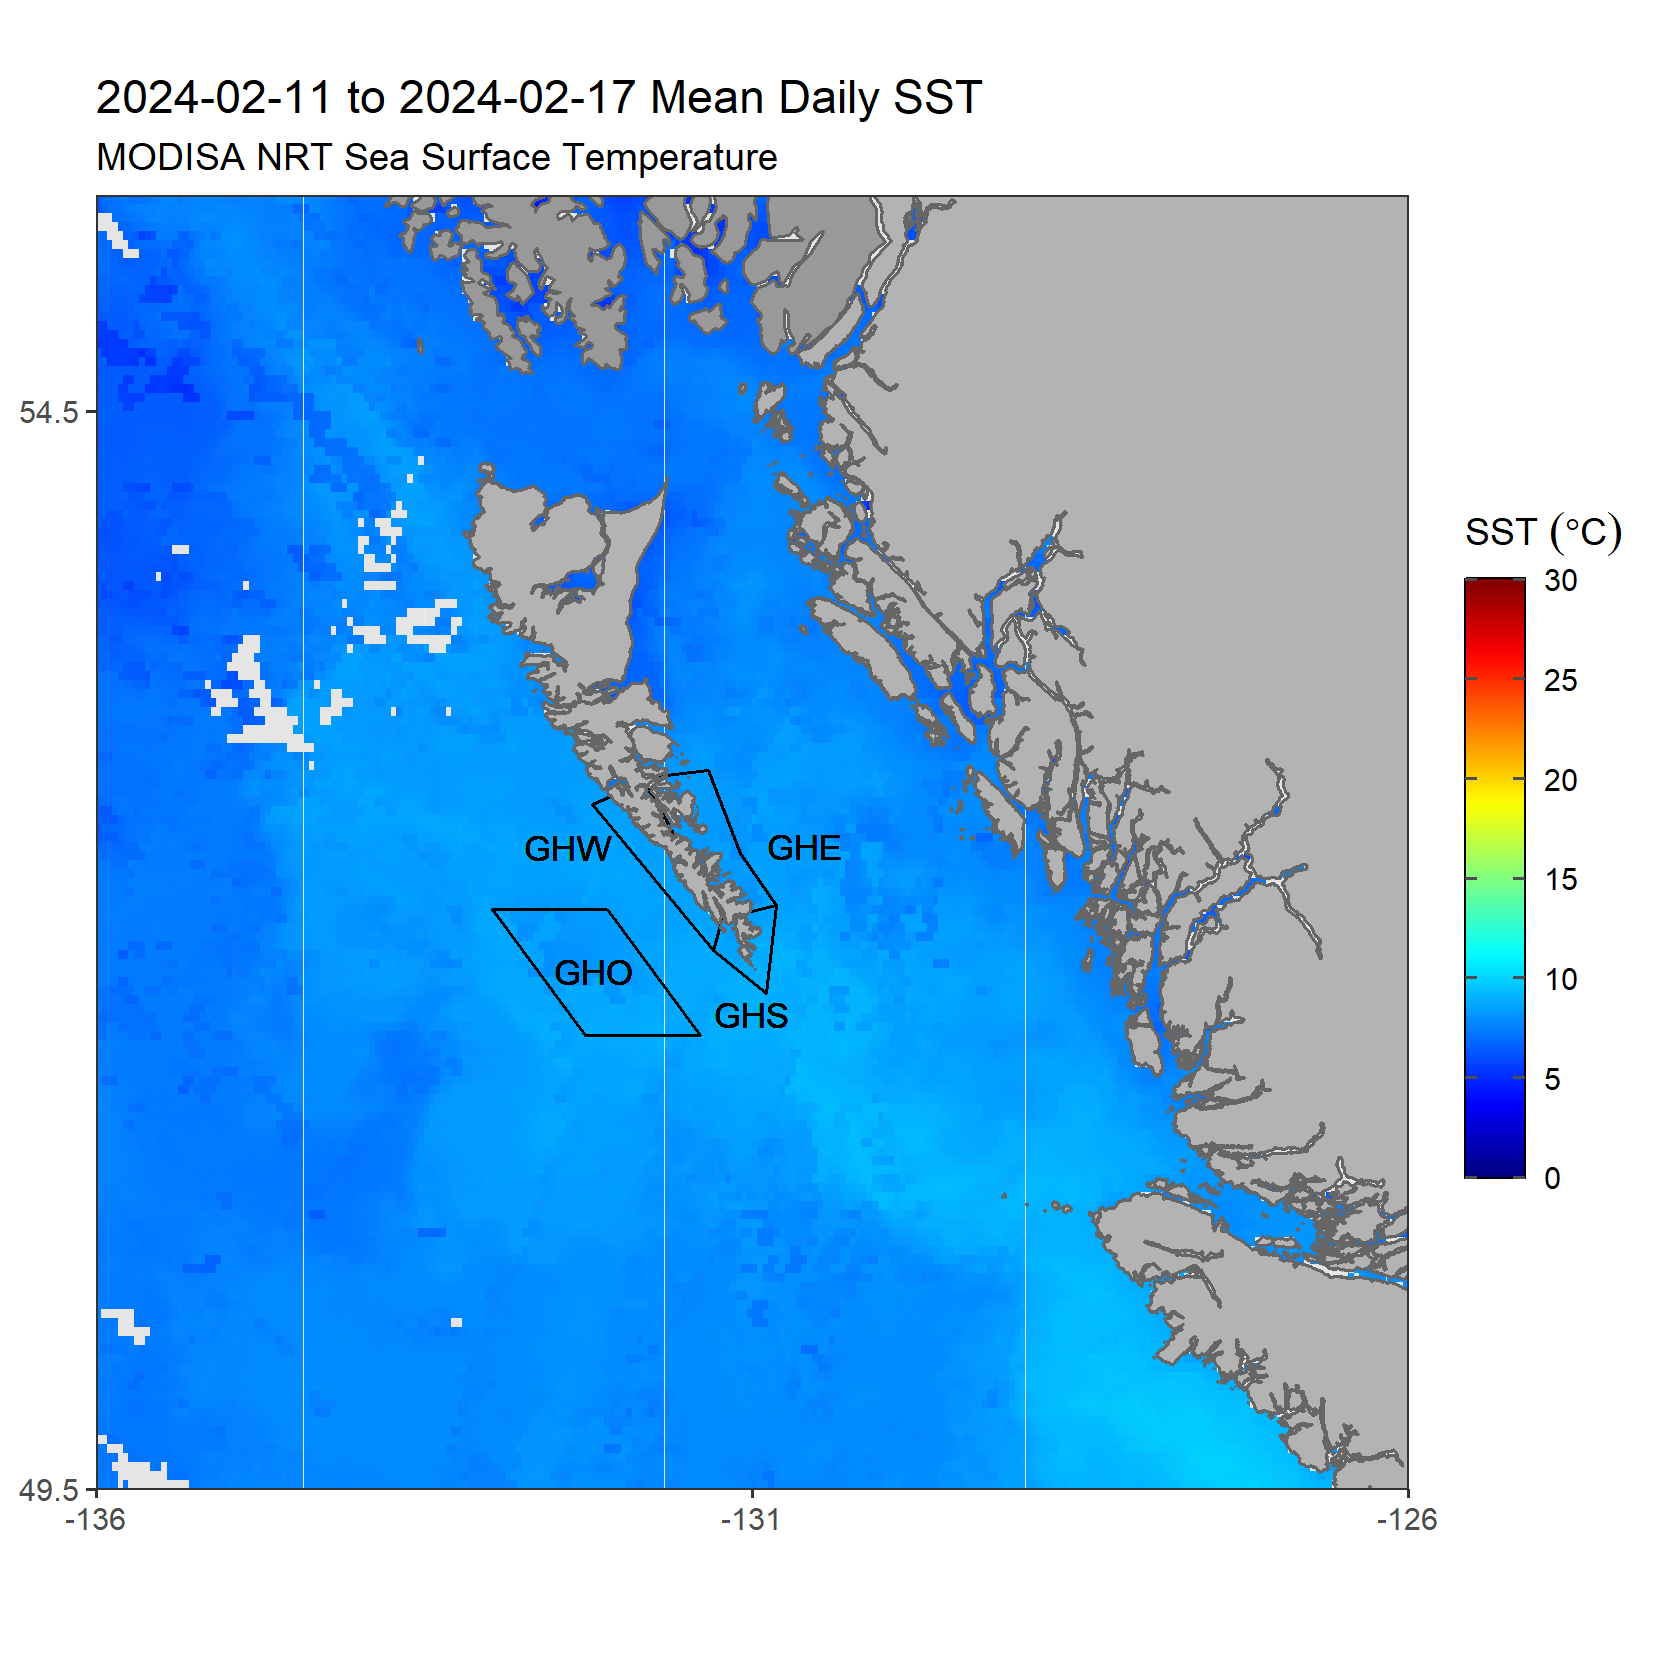 2024-02-11 to 2024-02-17 Mean Daily SST
MODISA NRT Sea Surface Temperature
54.5
49.5
-136
-131
-126
GHW
GHE
GHO
GHS
SST (°C)
30
25
20
15
10
5
0